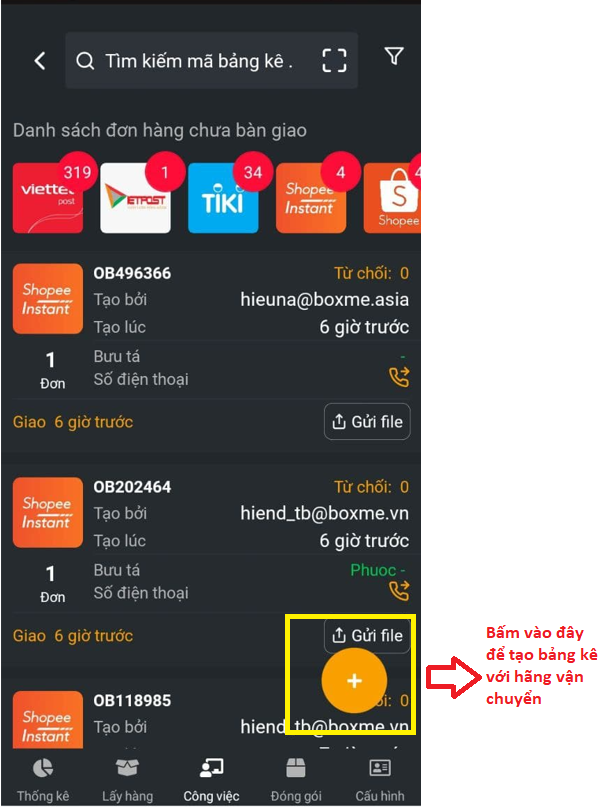 Tìm kiếm mã bảng kê .
Danh sách đơn hàng chưa bàn giao
319
1
34
4
4
viettel
post
IETPOST
TIKI
Shopee
Instant
S
Shopee
Shopee
Instant
OB496366
Từ chối: 0
Tạo bởi
hieuna@boxme.asia
Tạo lúc
6 giờ trước
1
Đơn
Bưu tá
-
Số điện thoại
Giao 6 giờ trước
Gửi file
Shopee
Instant
OB202464
Từ chối: 0
Tạo bởi
hiend_tb@boxme.vn
Tạo lúc
6 giờ trước
1
Đơn
Bưu tá
Phuoc -
Số điện thoại
Giao 6 giờ trước
Gửi file
+
Bấm vào đây
để tạo bảng kê
với hãng vận
chuyển
Shopee
Instant
OB118985
0
Tạo bởi
hiend_tb@boxme.vn
Thống kê
Lấy hàng
Công việc
Đóng gói
Cấu hình